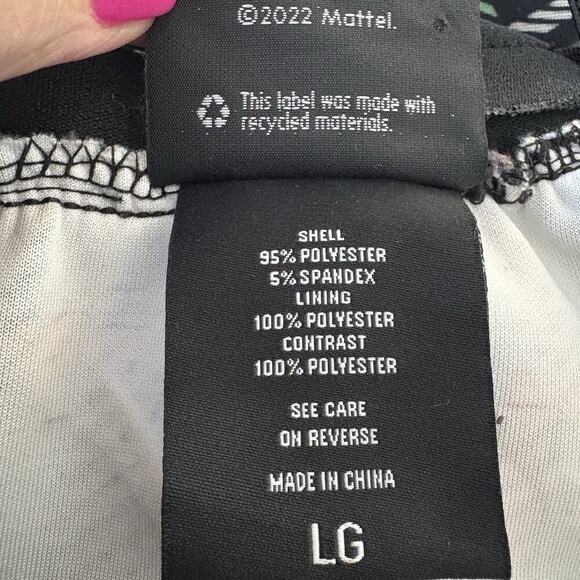 ©2022 Mattel.
This label was made with
recycled materials.
SHELL
95% POLYESTER
5% SPANDEX
LINING
100% POLYESTER
CONTRAST
100% POLYESTER
SEE CARE
ON REVERSE
MADE IN CHINA
LG